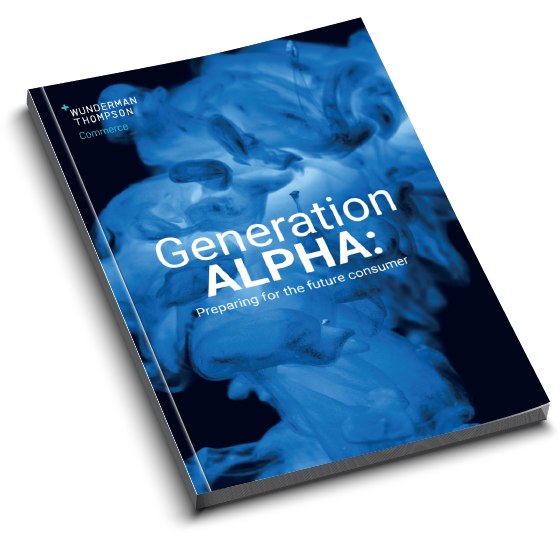 WUNDERMAN
THOMPSON
Commerce
Generation
ALPHA:
Preparing for the future consumer